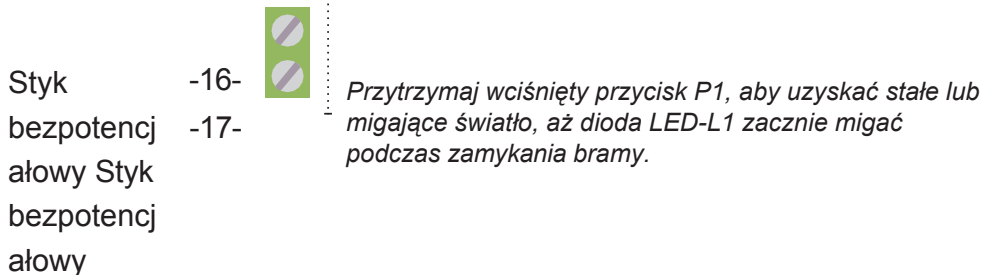 Styk
bezpotencj
ałowy Styk
bezpotencj
ałowy
-16-
-17-
Przytrzymaj wciśnięty przycisk P1, aby uzyskać stałe lub
migające światło, aż dioda LED-L1 zacznie migać
podczas zamykania bramy.